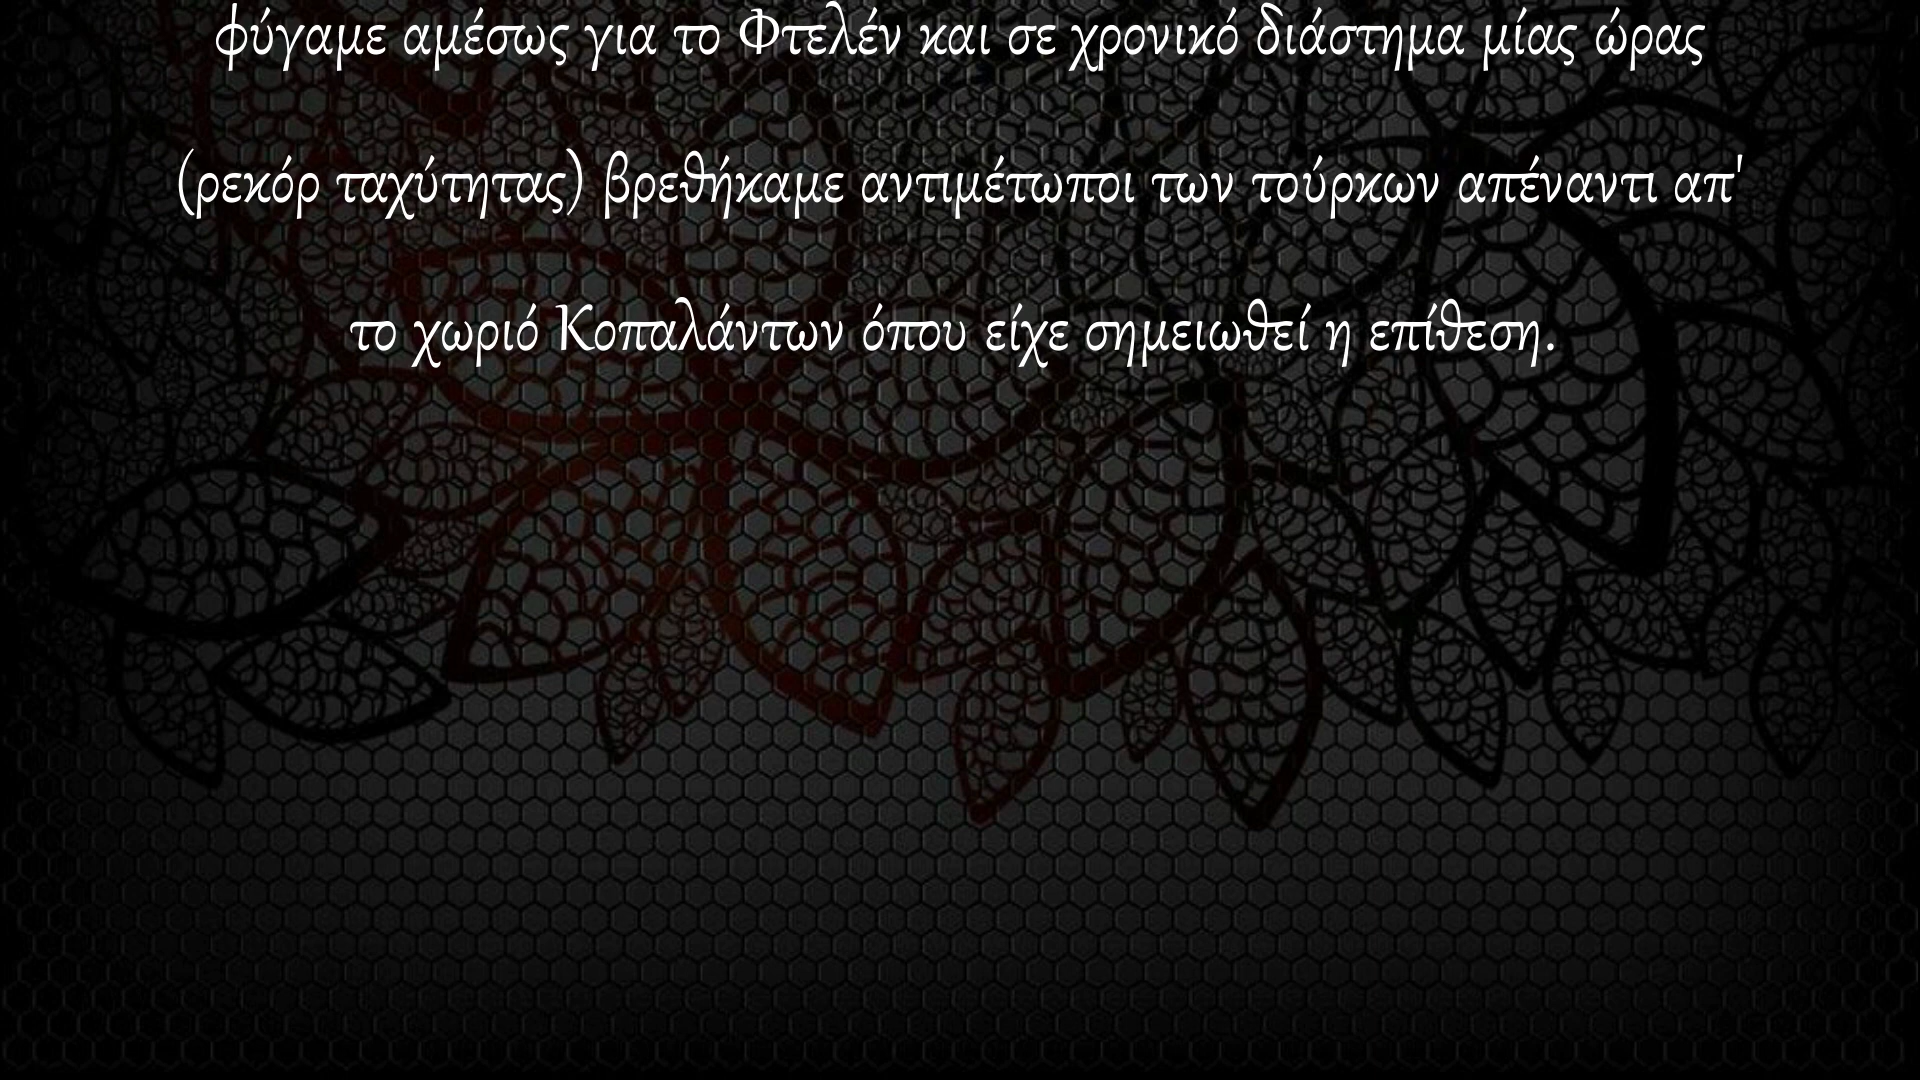 φύγαμε αμέσως για το Φτελέν και σε χρονικό διάστημα μίας ώρας
(ρεκόρ ταχύτητας) βρεθήκαμε αντιμέτωποι των τούρκων απέναντι απ'
το χωριό Κοπαλάντων όπου είχε σημειωθεί η επίθεση.